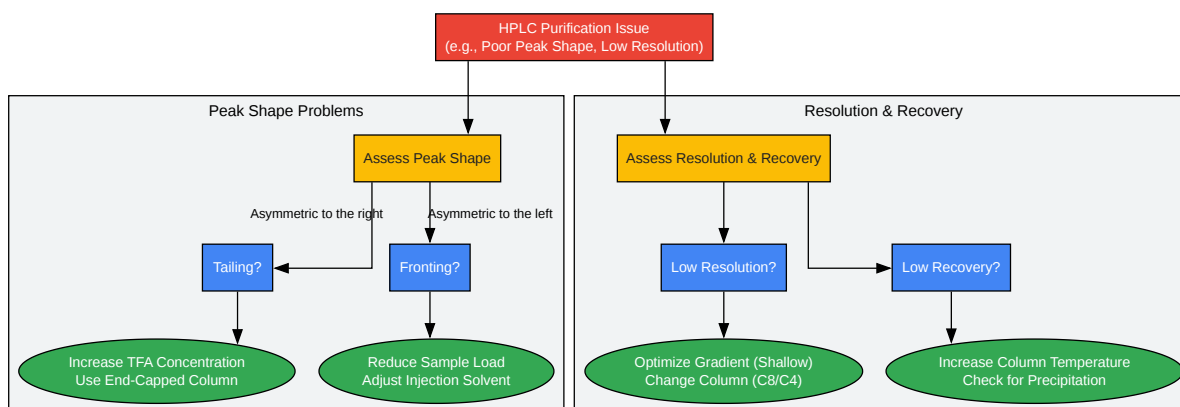 HPLC Purification Issue
(e.g., Poor Peak Shape, Low Resolution)
Peak Shape Problems
Resolution & Recovery
Assess Peak Shape
Assess Resolution & Recovery
Asymmetric to the right
Asymmetric to the left
Tailing?
Fronting?
Low Resolution?
Low Recovery?
Increase TFA Concentration
Use End-Capped Column
Reduce Sample Load
Adjust Injection Solvent
Optimize Gradient (Shallow)
Change Column (C8/C4)
Increase Column Temperature
Check for Precipitation